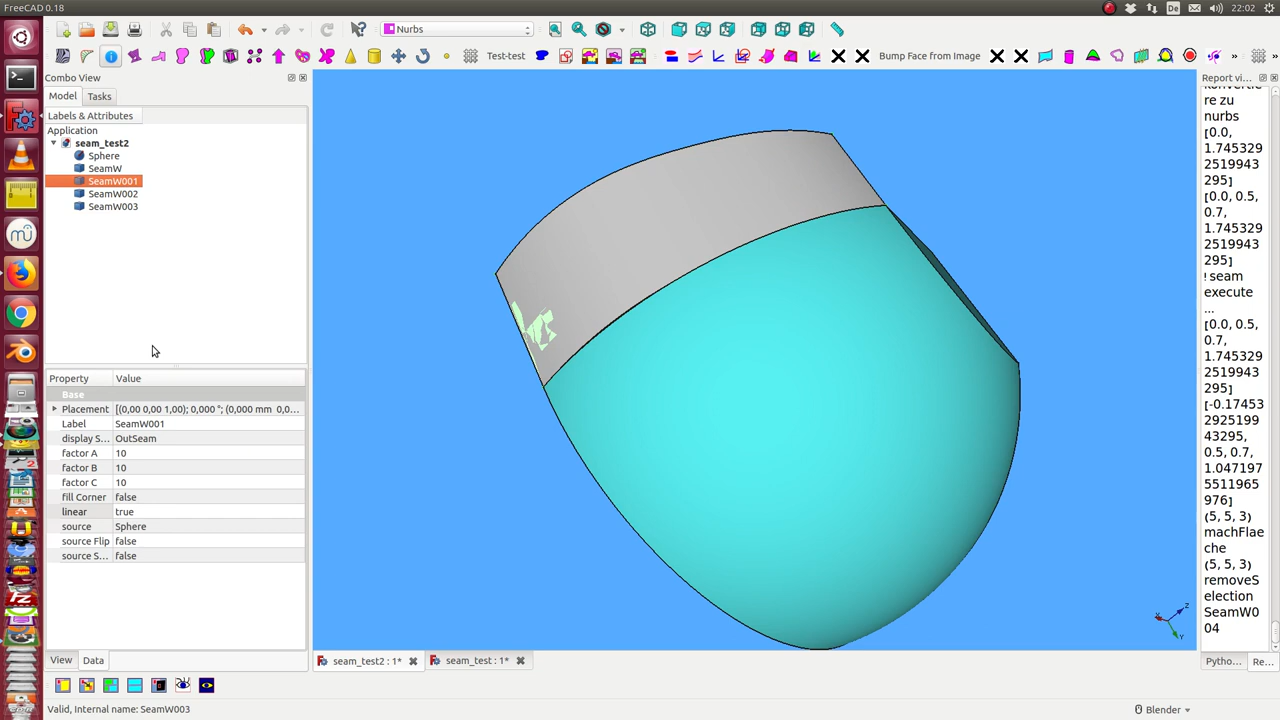 FreeCAD 0.18
De
22:02
Nurbs
Test-test
Bump Face from Image
»
»
Combo View
Model
Tasks
Labels & Attributes
Application
seam_test2
Sphere
SeamW
SeamW001
SeamW002
SeamW003
Property
Value
Base
Placement
[(0,00 0,00 1,00); 0,000 °; (0,000 mm 0,0...
Label
SeamW001
display S...
OutSeam
factor A
10
factor B
10
factor C
10
fill Corner
false
linear
true
source
Sphere
source Flip
false
source S...
false
View
Data
seam_test2 : 1*
seam_test : 1*
Report vi...
konvertie
re zu
nurbs
[0.0,
1.745329
2519943
295]
[0.0, 0.5,
0.7,
1.745329
2519943
295]
! seam
execute
...
[0.0, 0.5,
0.7,
1.745329
2519943
295]
[-0.17453
2925199
43295,
0.5, 0.7,
1.047197
5511965
976]
(5, 5, 3)
machFlae
che
(5, 5, 3)
removeS
election
SeamW0
04
Pytho...
Re...
Valid, Internal name: SeamW003
Blender